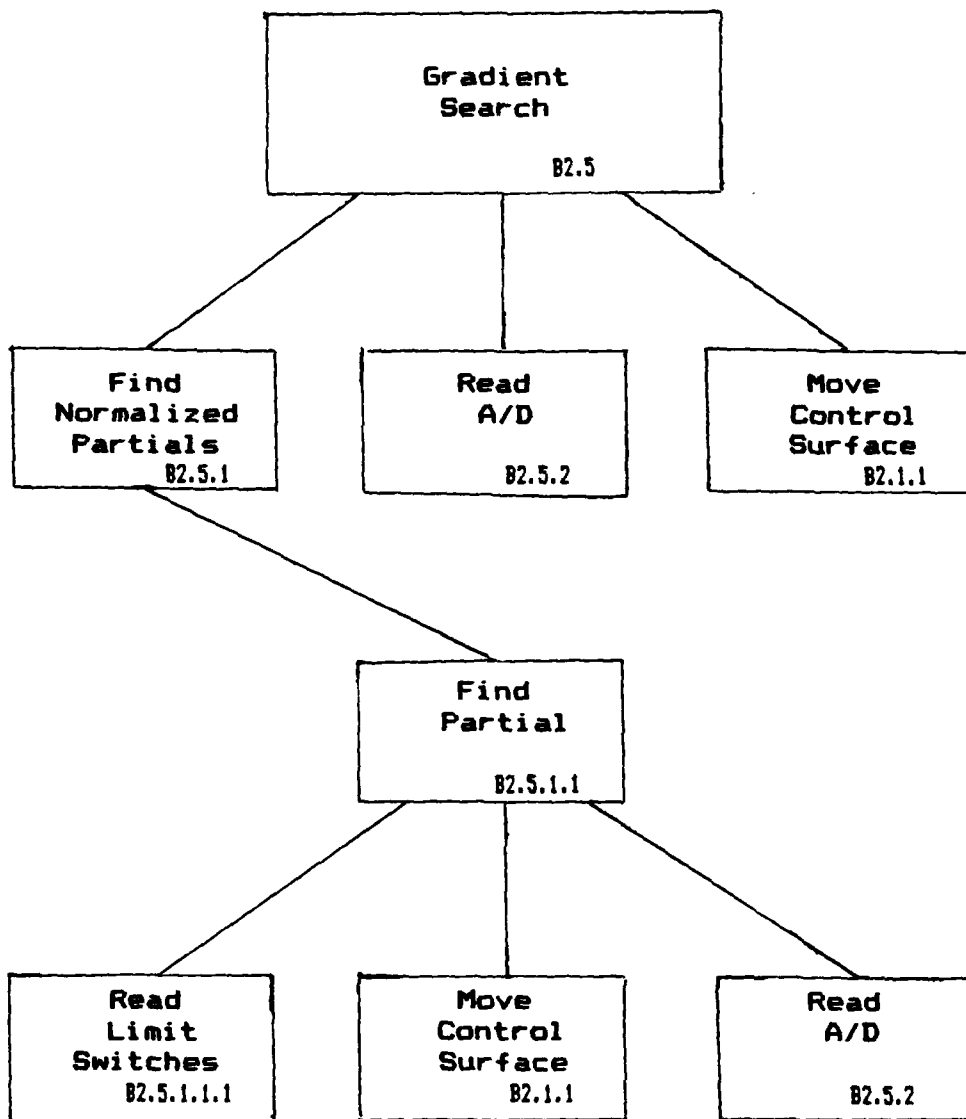 Gradient
Search
B2.5
Find
Normalized
Partials
B2.5.1
Read
A/D
B2.5.2
Move
Control
Surface
B2.1.1
Find
Partial
B2.5.1.1
Read
Limit
Switches
B2.5.1.1.1
Move
Control
Surface
B2.1.1
Read
A/D
B2.5.2